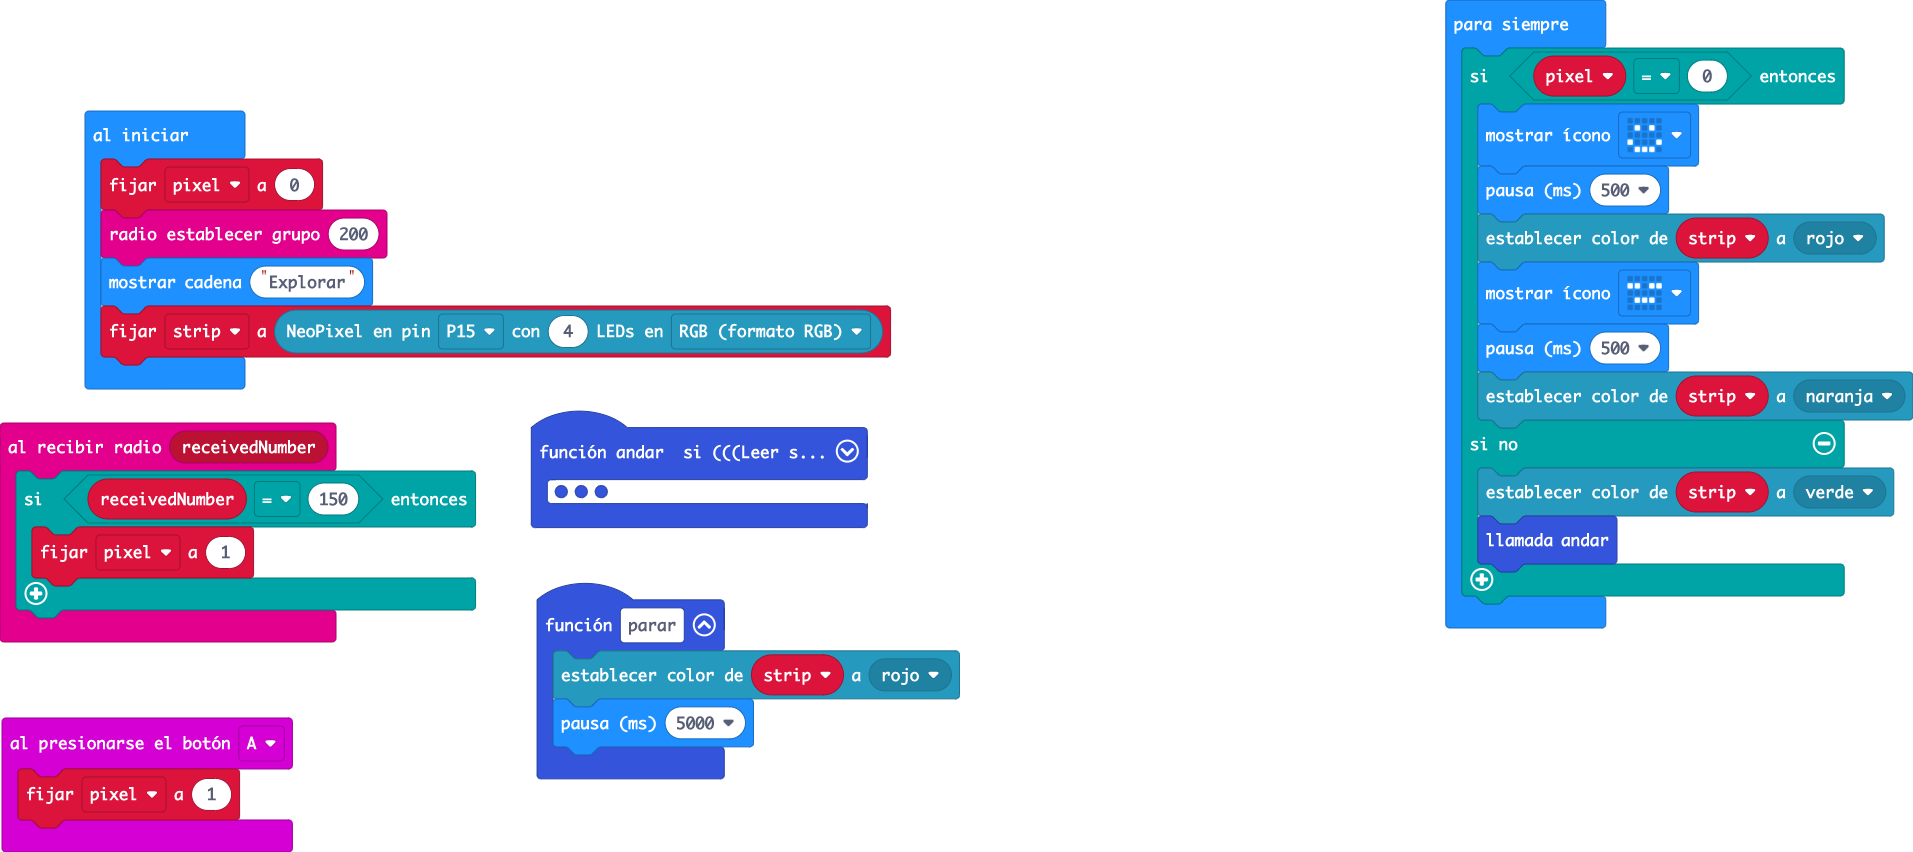 al iniciar
fijar pixel a 0
radio establecer grupo 200
mostrar cadena "Explorar"
fijar strip a NeoPixel en pin P15 con 4 LEDs en RGB (formato RGB)
al recibir radio receivedNumber
si receivedNumber = 150 entonces
fijar pixel a 1
al presionarse el botón A
fijar pixel a 1
función andar si (((Leer s...
función parar
establecer color de strip a rojo
pausa (ms) 5000
para siempre
si pixel = 0 entonces
mostrar ícono
pausa (ms) 500
establecer color de strip a rojo
mostrar ícono
pausa (ms) 500
establecer color de strip a naranja
si no
establecer color de strip a verde
llamada andar